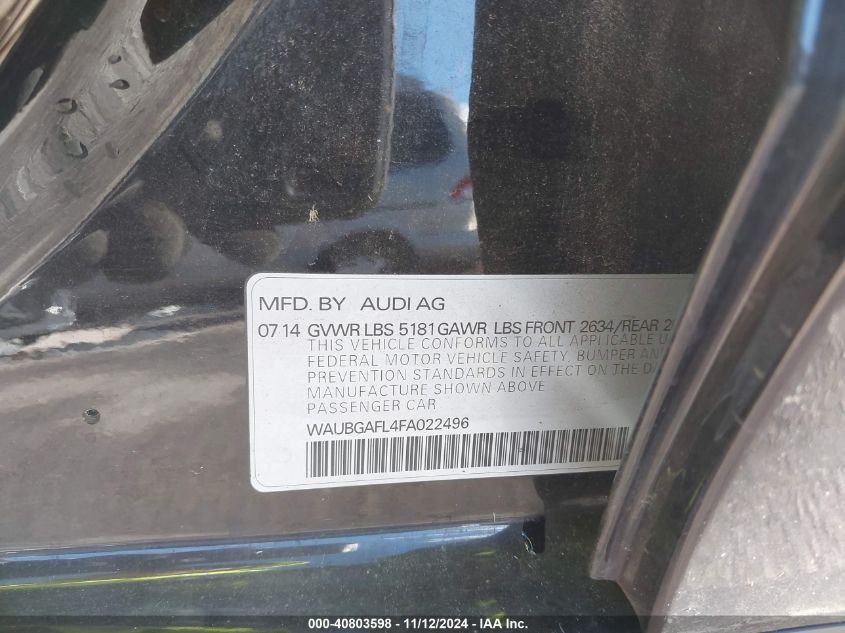 MFD. BY AUDI AG
07 14 GVWR LBS 5181 GAWR LBS FRONT 2634/REAR
THIS VEHICLE CONFORMS TO ALL APPLICABLE
FEDERAL MOTOR VEHICLE SAFETY, BUMPER AND
PREVENTION STANDARDS IN EFFECT ON THE
MANUFACTURE SHOWN ABOVE
PASSENGER CAR
WAUBGAFL4FA022496
000-40803598 - 11/12/2024 - IAA Inc.